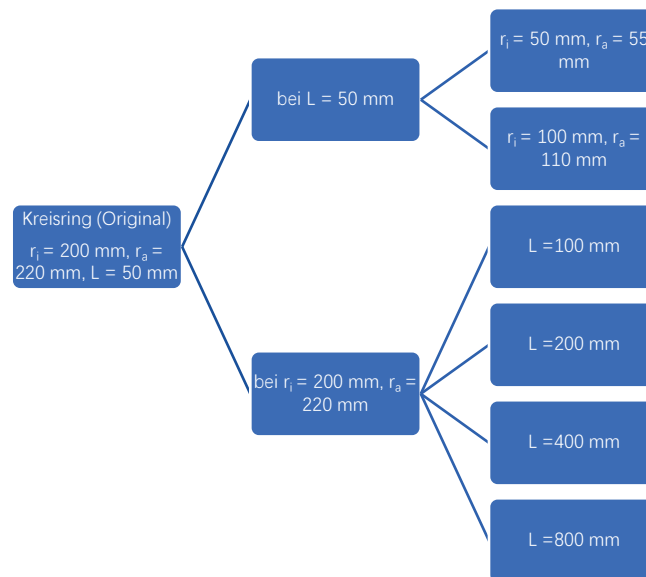 Kreisring (Original)
rᵢ = 200 mm, rₐ =
220 mm, L = 50 mm
bei L = 50 mm
bei rᵢ = 200 mm, rₐ =
220 mm
rᵢ = 50 mm, rₐ = 55
mm
rᵢ = 100 mm, rₐ =
110 mm
L =100 mm
L =200 mm
L =400 mm
L =800 mm